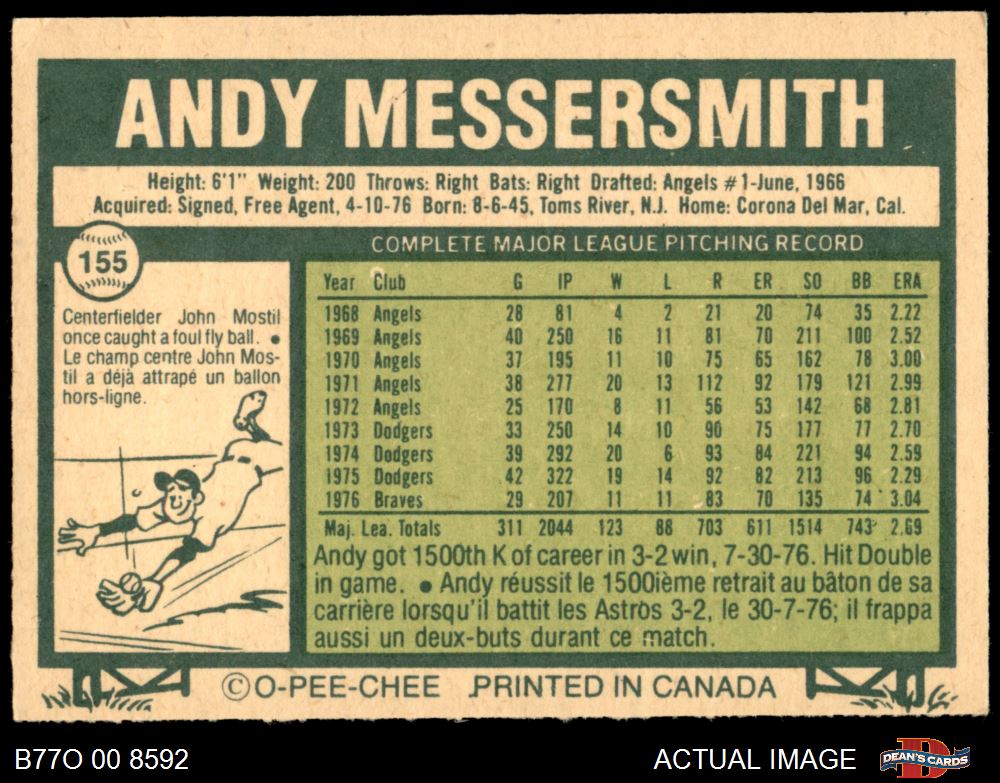 ANDY MESSERSMITH
Height: 6'1" Weight: 200 Throws: Right Bats: Right Drafted: Angels #1-June, 1966
Acquired: Signed, Free Agent, 4-10-76 Born: 8-6-45, Toms River, N.J. Home: Corona Del Mar, Cal.
155
Centerfielder John Mostil
once caught a foul fly ball. •
Le champ centre John Mos-
til a déjà attrapé un ballon
hors-ligne.
COMPLETE MAJOR LEAGUE PITCHING RECORD
Year Club G IP W L R ER SO BB ERA
1968 Angels 28 81 4 2 21 20 74 35 2.22
1969 Angels 40 250 16 11 81 70 211 100 2.52
1970 Angels 37 195 11 10 75 65 162 78 3.00
1971 Angels 38 277 20 13 112 92 179 121 2.99
1972 Angels 25 170 8 11 56 53 142 68 2.81
1973 Dodgers 33 250 14 10 90 75 177 77 2.70
1974 Dodgers 39 292 20 6 93 84 221 94 2.59
1975 Dodgers 42 322 19 14 92 82 213 96 2.29
1976 Braves 29 207 11 11 83 70 135 74 3.04
Maj. Lea. Totals 311 2044 123 88 703 611 1514 743 2.69
Andy got 1500th K of career in 3-2 win, 7-30-76. Hit Double
in game. • Andy réussit le 1500ième retrait au bâton de sa
carrière lorsqu'il battit les Astros 3-2, le 30-7-76; il frappa
aussi un deux-buts durant ce match.
©O-PEE-CHEE PRINTED IN CANADA
B77O 00 8592
ACTUAL IMAGE
DEAN'S CARDS